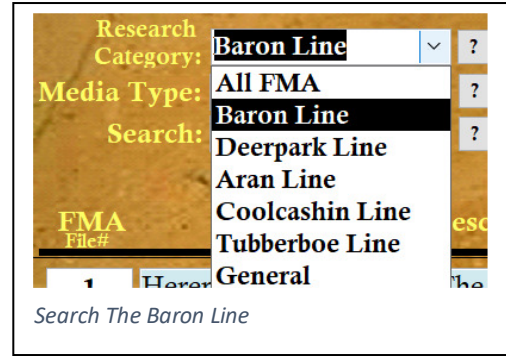 Research
Category: Baron Line ?
All FMA
Media Type: ?
Baron Line
Search: ?
Deerpark Line
Aran Line
Coolcashin Line
FMA
File#
Tubberboe Line
General
Search The Baron Line